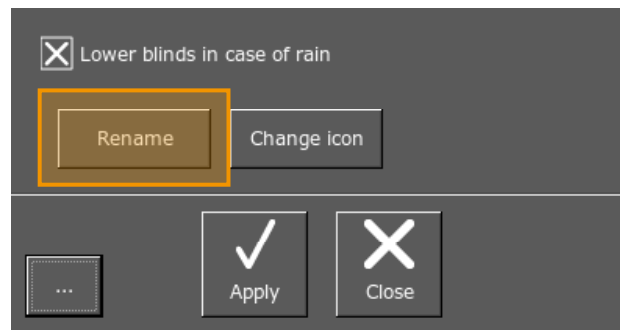 Lower blinds in case of rain
Rename
Change icon
...
Apply
Close